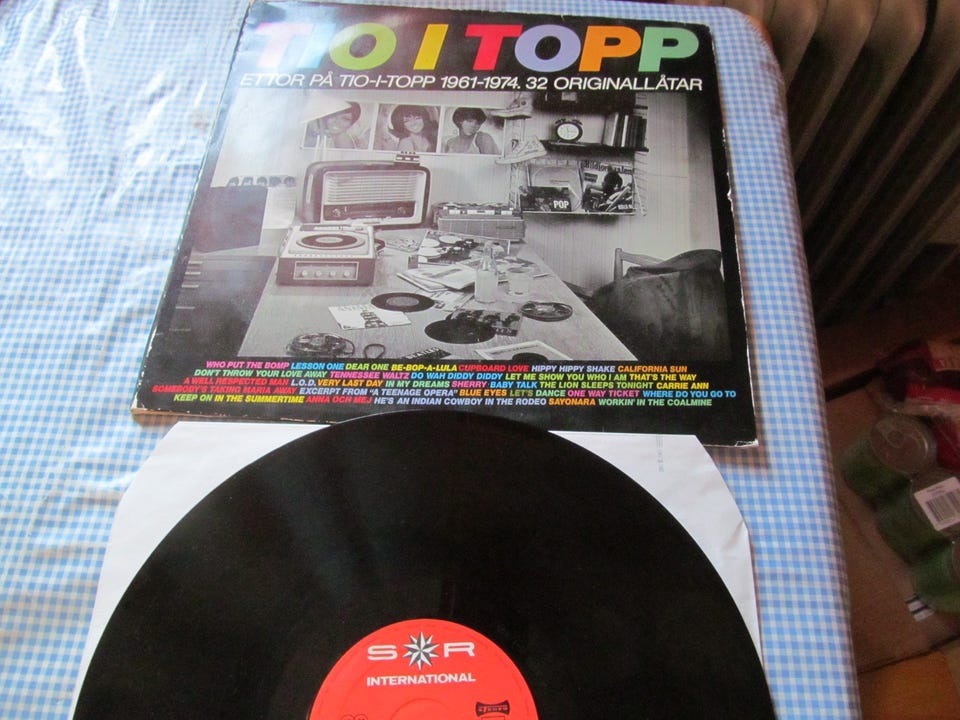 TIO I TOPP
ETTOR PÅ TIO-I-TOPP 1961-1974. 32 ORIGINALLÅTAR
POP
WHO PUT THE BOMP LESSON ONE DEAR ONE BE-BOP-A-LULA CUPBOARD LOVE HIPPY HIPPY SHAKE CALIFORNIA SUN
DON'T THROW YOUR LOVE AWAY TENNESSEE WALTZ DO WAH DIDDY DIDDY LET ME SHOW YOU WHO I AM THAT'S THE WAY
A WELL RESPECTED MAN L.O.D. VERY LAST DAY IN MY DREAMS SHERRY BABY TALK THE LION SLEEPS TONIGHT CARRIE ANN
SOMEBODY'S TAKING MARIA AWAY EXCERPT FROM "A TEENAGE OPERA" BLUE EYES LET'S DANCE ONE WAY TICKET WHERE DO YOU GO TO
KEEP ON IN THE SUMMERTIME ANNA OCH MEJ HE'S AN INDIAN COWBOY IN THE RODEO SAYONARA WORKIN' IN THE COALMINE
S R
INTERNATIONAL